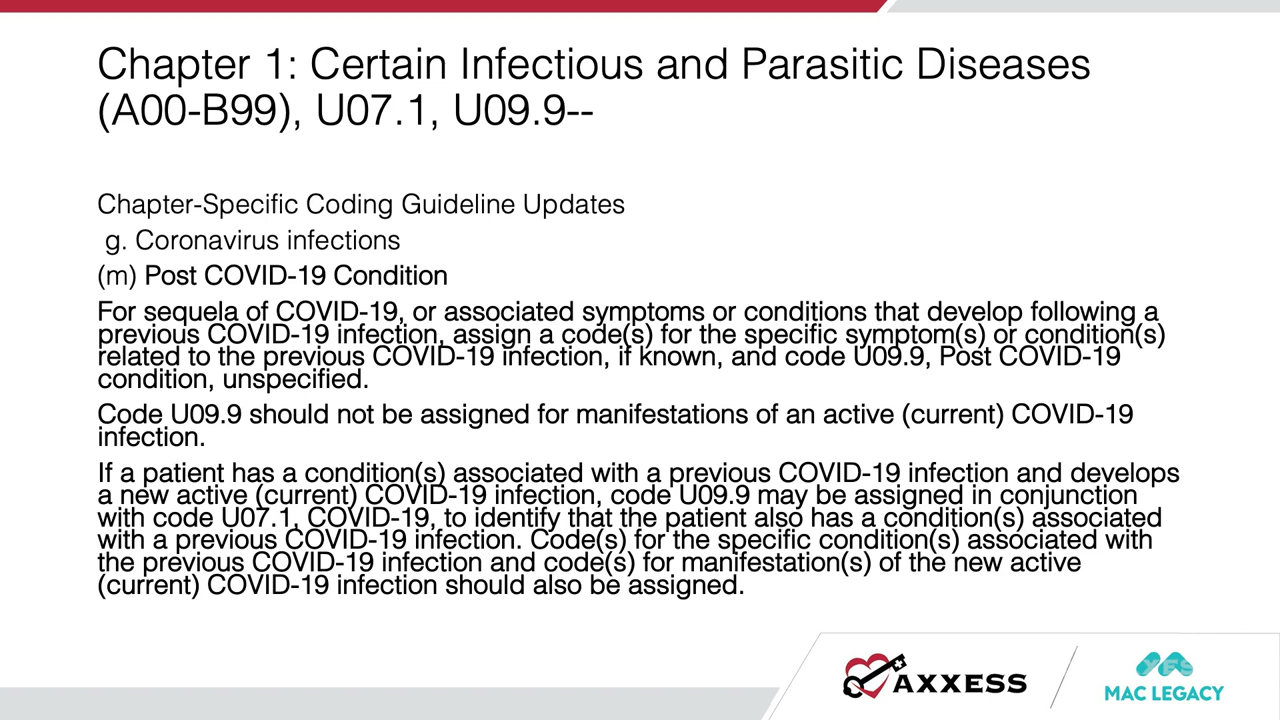 Chapter 1: Certain Infectious and Parasitic Diseases
(A00-B99), U07.1, U09.9--
Chapter-Specific Coding Guideline Updates
g. Coronavirus infections
(m) Post COVID-19 Condition
For sequela of COVID-19, or associated symptoms or conditions that develop following a
previous COVID-19 infection, assign a code(s) for the specific symptom(s) or condition(s)
related to the previous COVID-19 infection, if known, and code U09.9, Post COVID-19
condition, unspecified.
Code U09.9 should not be assigned for manifestations of an active (current) COVID-19
infection.
If a patient has a condition(s) associated with a previous COVID-19 infection and develops
a new active (current) COVID-19 infection, code U09.9 may be assigned in conjunction
with code U07.1, COVID-19, to identify that the patient also has a condition(s) associated
with a previous COVID-19 infection. Code(s) for the specific condition(s) associated with
the previous COVID-19 infection and code(s) for manifestation(s) of the new active
(current) COVID-19 infection should also be assigned.
AXXESS
MAC LEGACY